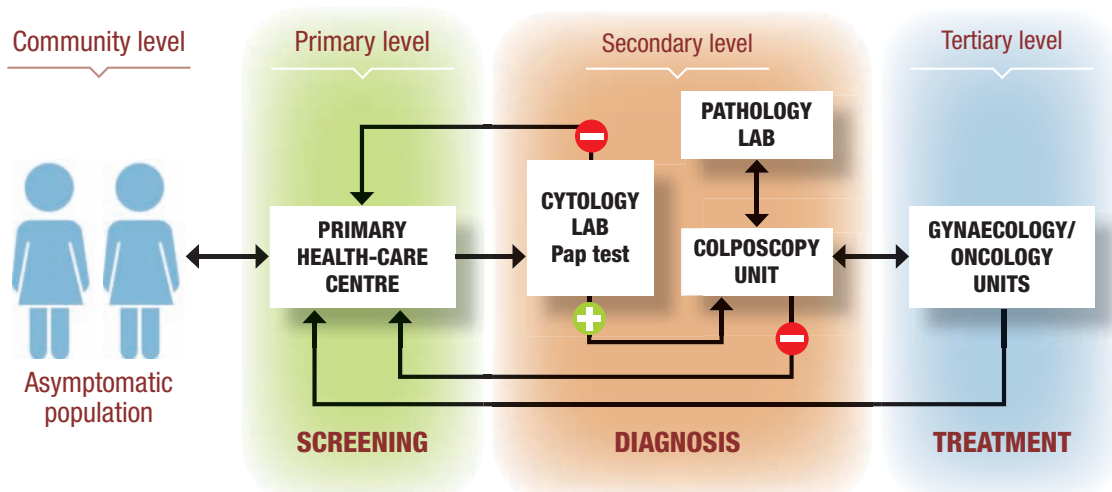 Community level
Primary level
Secondary level
Tertiary level
PATHOLOGY
LAB
CYTOLOGY
LAB
Pap test
PRIMARY
HEALTH-CARE
CENTRE
COLPOSCOPY
UNIT
GYNAECOLOGY/
ONCOLOGY
UNITS
Asymptomatic
population
SCREENING
DIAGNOSIS
TREATMENT